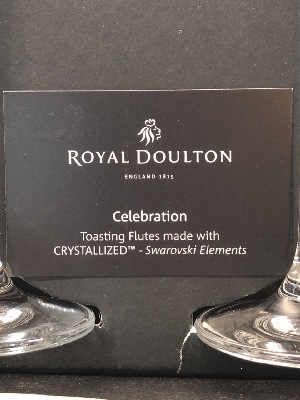 ROYAL DOULTON
ENGLAND 1815
Celebration
Toasting Flutes made with
CRYSTALLIZED™ - Swarovski Elements